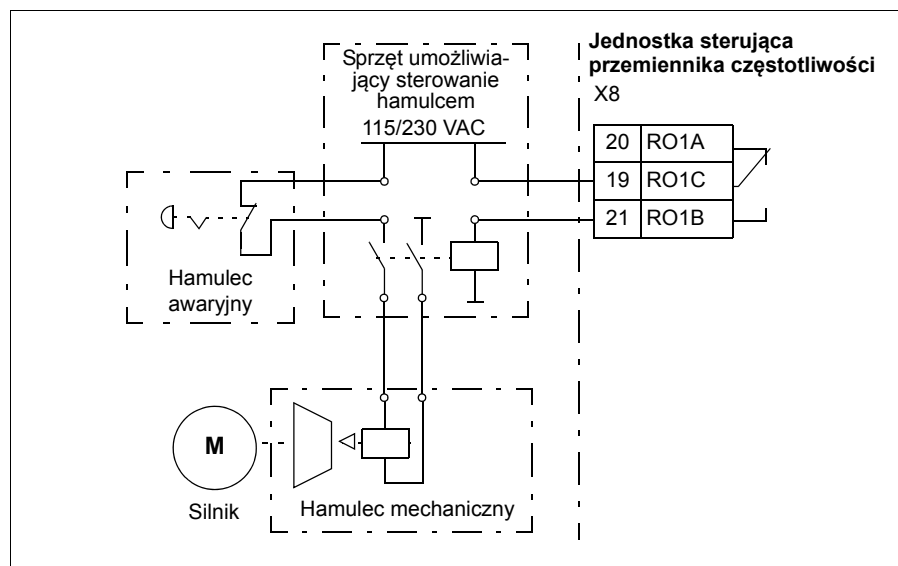 Sprzęt umożliwia-
jący sterowanie
hamulcem
115/230 VAC
Jednostka sterująca
przemiennika częstotliwości
X8
20 RO1A
19 RO1C
21 RO1B
Hamulec
awaryjny
M
Silnik
Hamulec mechaniczny